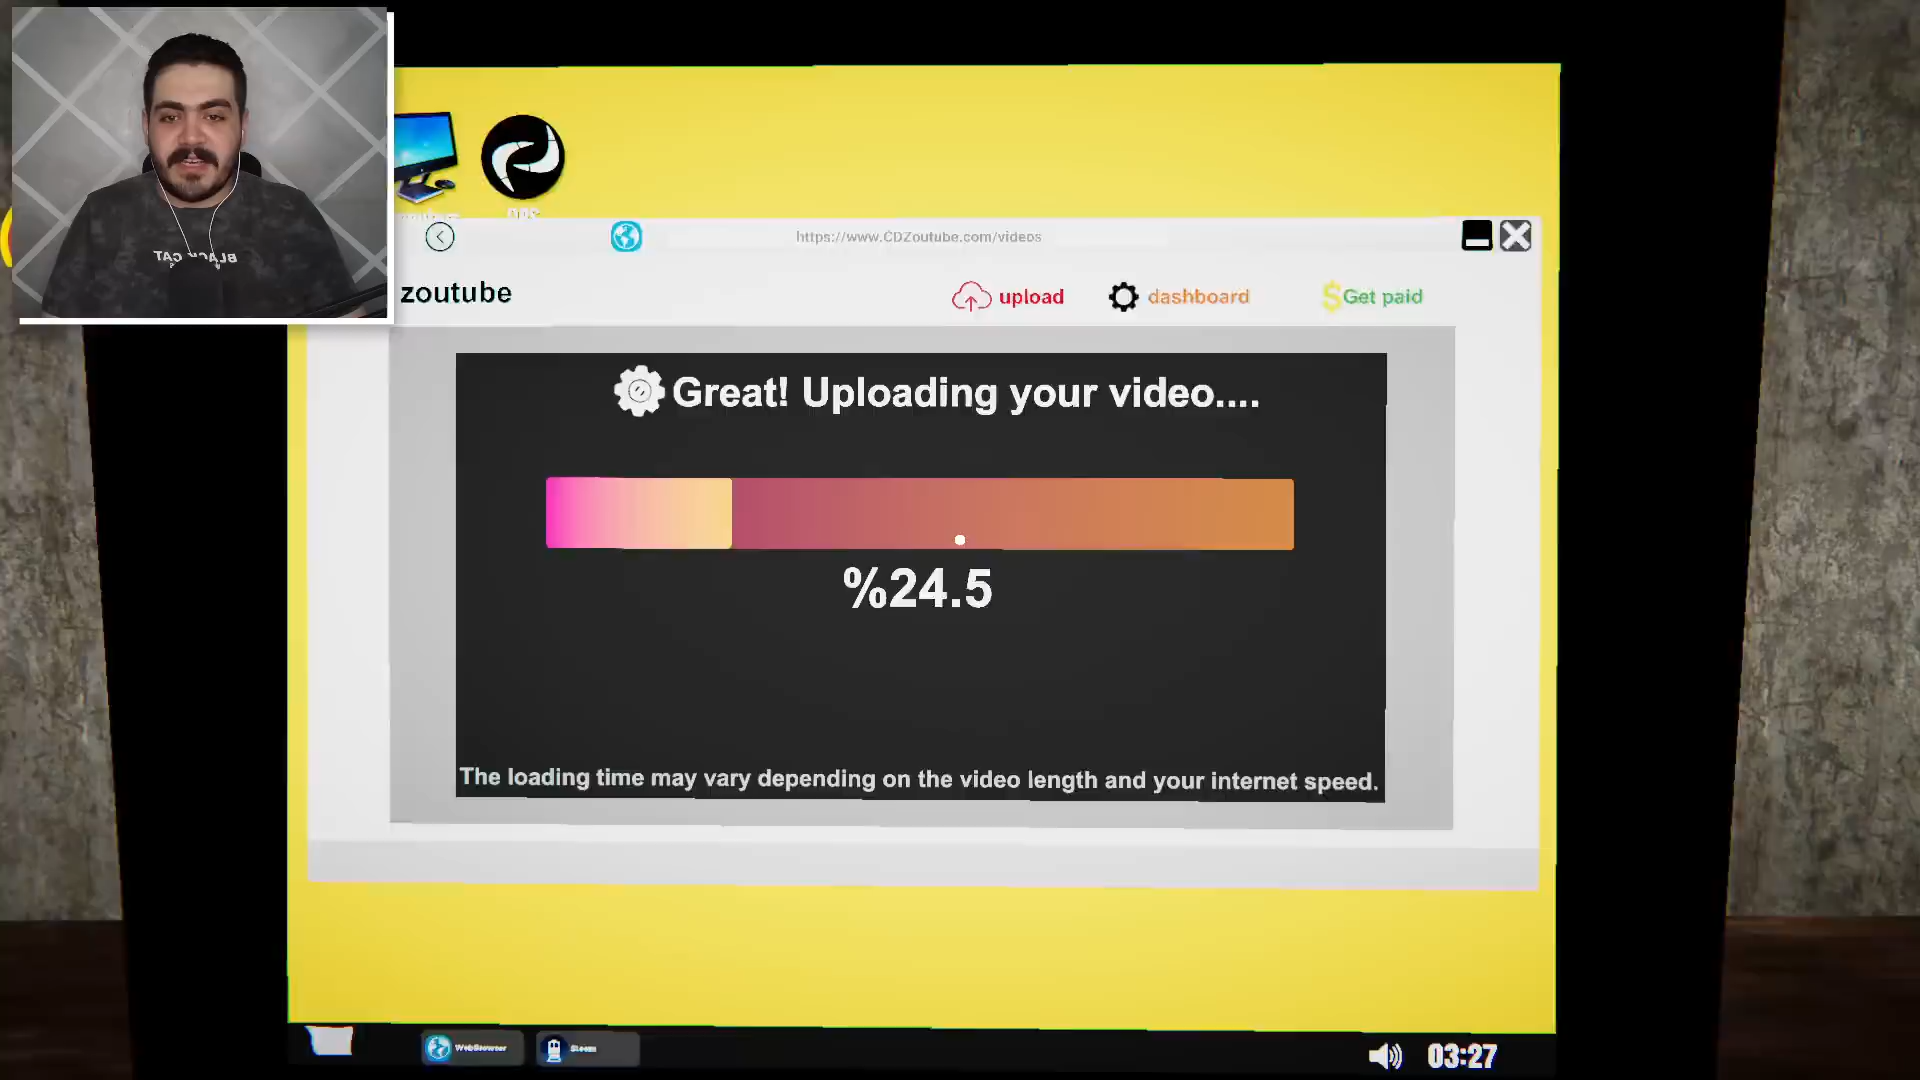 https://www.CDZoutube.com/videos
zoutube
upload
dashboard
$Get paid
Great! Uploading your video....
%24.5
The loading time may vary depending on the video length and your internet speed.
WebBrowser
03:27